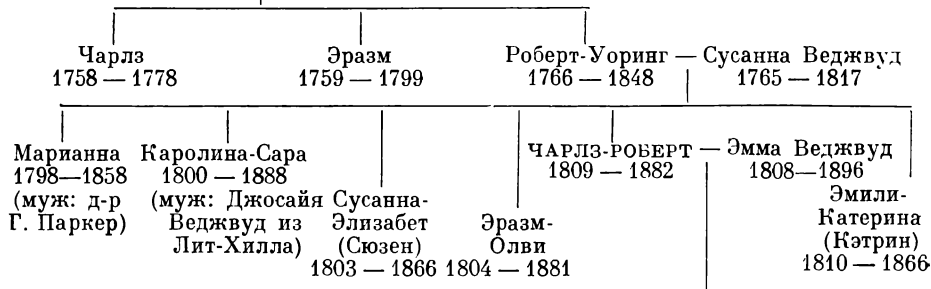 Чарлз Эразм Роберт-Уоринг — Сусанна Веджвуд
1758 — 1778 1759 — 1799 1766 — 1848 1765 — 1817
Марианна Каролина-Сара ЧАРЛЗ-РОБЕРТ — Эмма Веджвуд
1798—1858 1800 — 1888 1809 — 1882 1808—1896
(муж: д-р (муж: Джосайя Сусанна- Эмили-
Г. Паркер) Веджвуд из Элизабет Эразм- Катерина
Лит-Хилла) (Сюзен) Олви (Кэтрин)
1803 — 1866 1804 — 1881 1810 — 1866